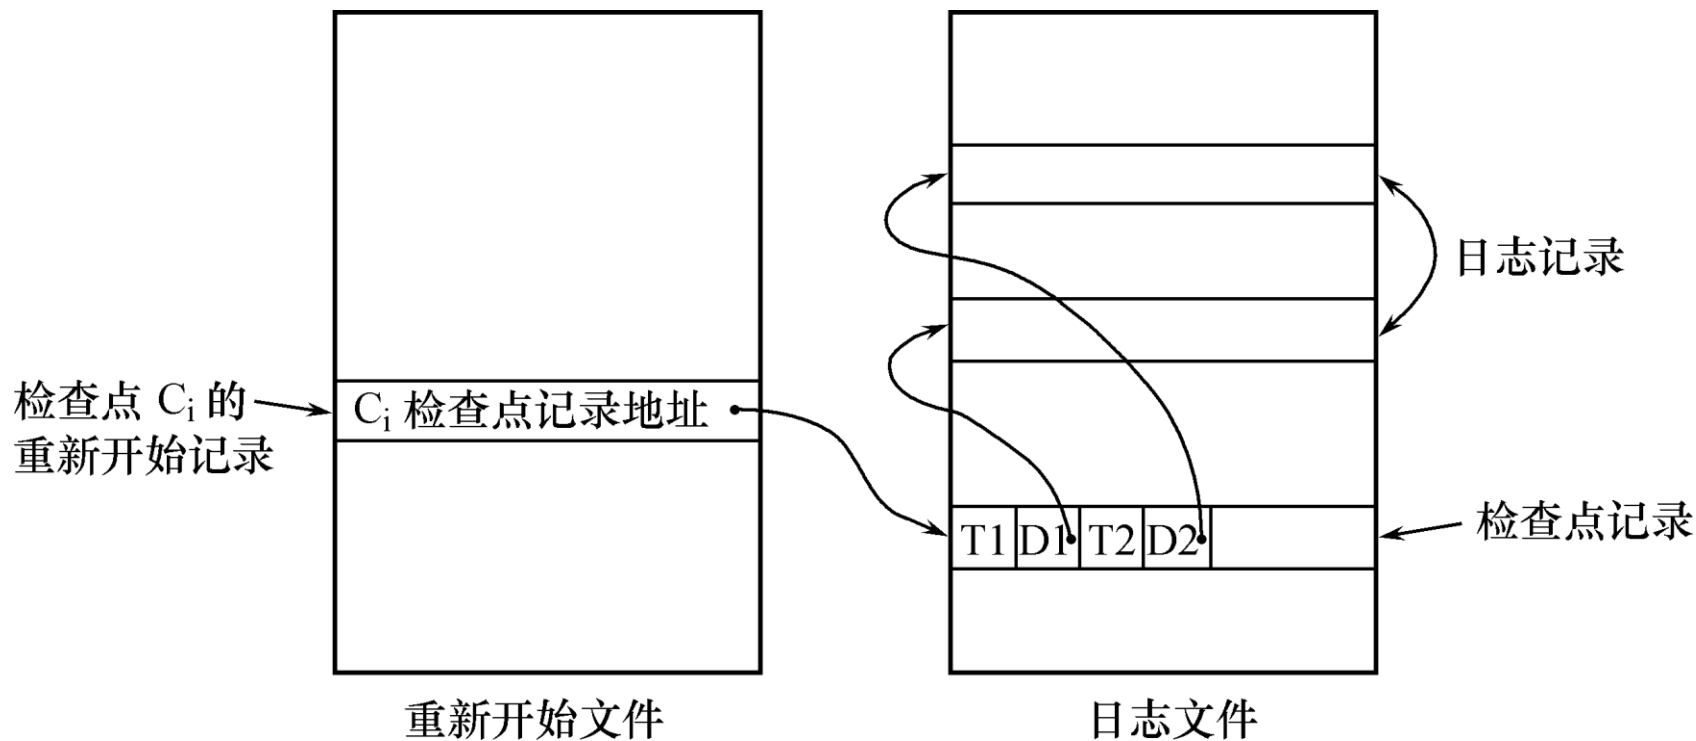 日志记录
检查点 Ci 的
重新开始记录
Ci 检查点记录地址
T1 D1 T2 D2
检查点记录
重新开始文件
日志文件